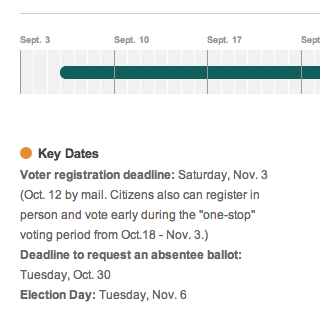 Sept. 3 Sept. 10 Sept. 17 Sept
Key Dates
Voter registration deadline: Saturday, Nov. 3
(Oct. 12 by mail. Citizens also can register in
person and vote early during the "one-stop"
voting period from Oct.18 - Nov. 3.)
Deadline to request an absentee ballot:
Tuesday, Oct. 30
Election Day: Tuesday, Nov. 6